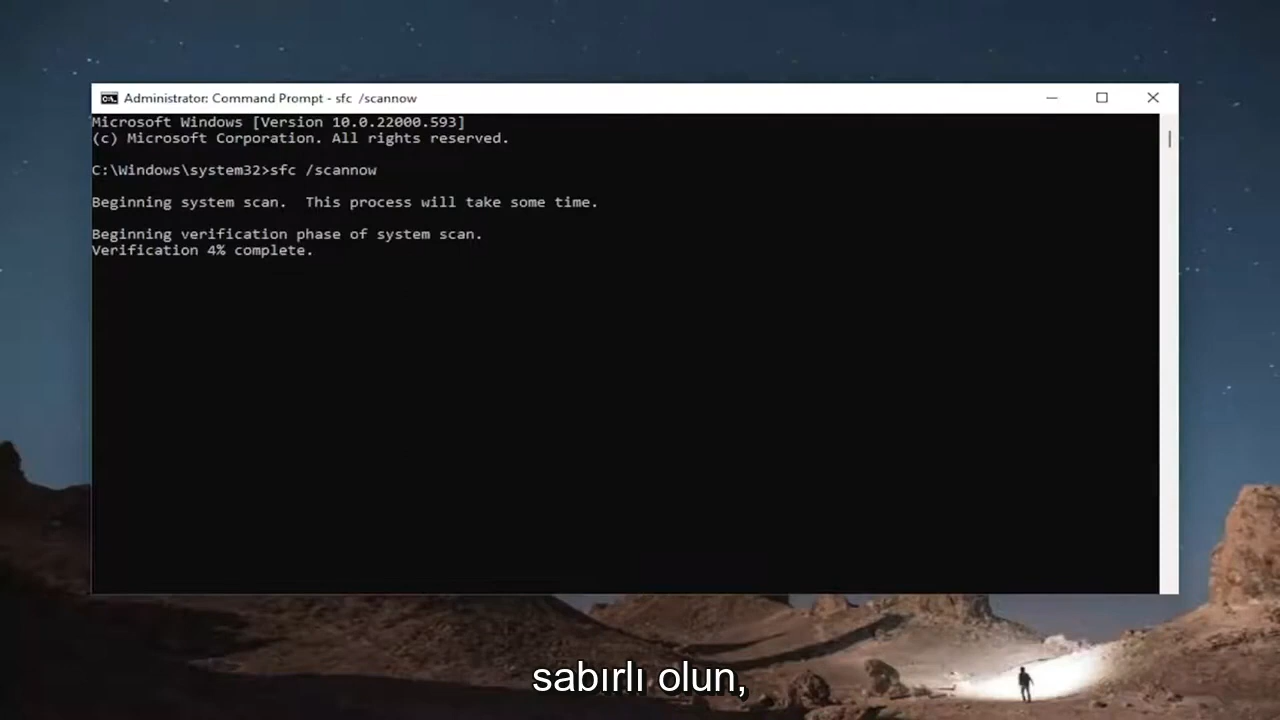 Administrator: Command Prompt - sfc /scannow
Microsoft Windows [Version 10.0.22000.593]
(c) Microsoft Corporation. All rights reserved.
C:\Windows\system32>sfc /scannow
Beginning system scan.  This process will take some time.
Beginning verification phase of system scan.
Verification 4% complete.
sabırlı olun,